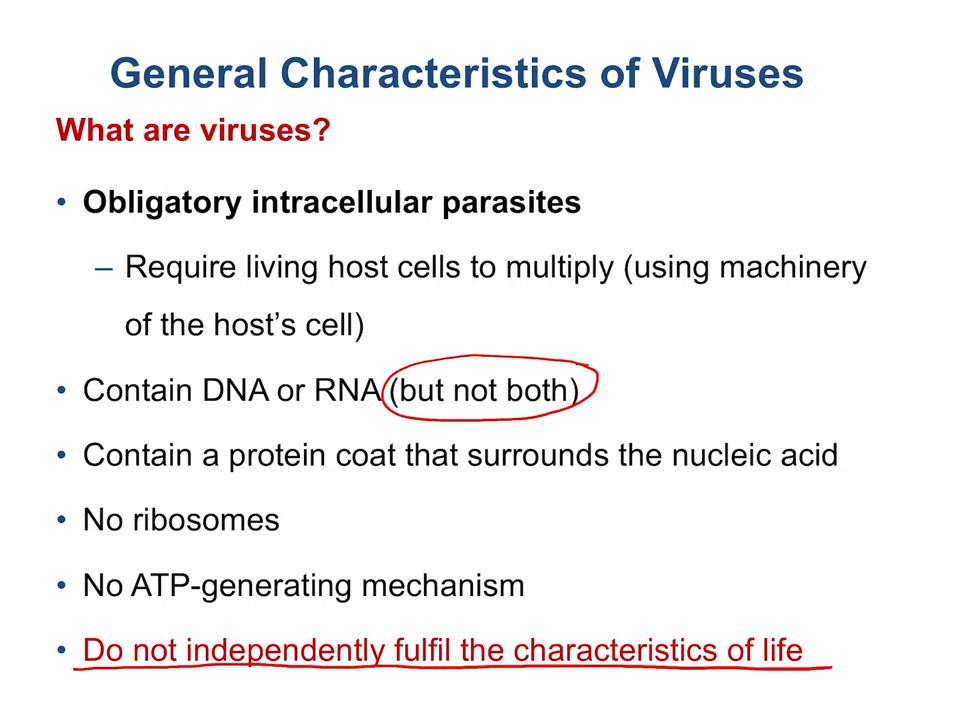 General Characteristics of Viruses
What are viruses?
• Obligatory intracellular parasites
– Require living host cells to multiply (using machinery
of the host’s cell)
• Contain DNA or RNA (but not both)
• Contain a protein coat that surrounds the nucleic acid
• No ribosomes
• No ATP-generating mechanism
• Do not independently fulfil the characteristics of life